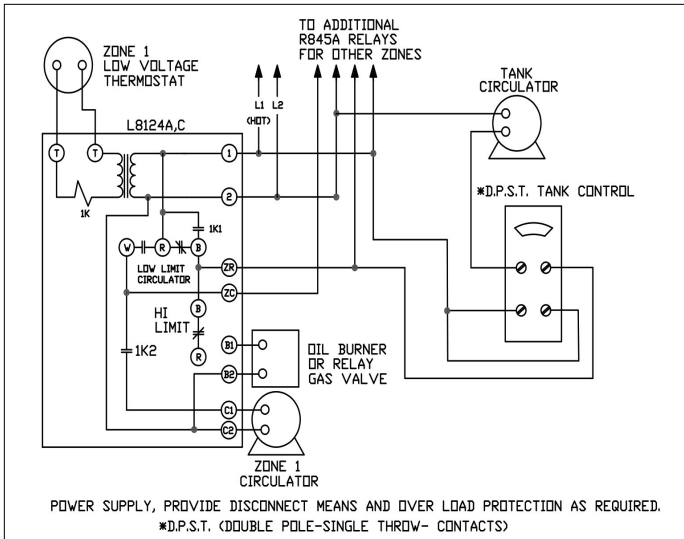 TO ADDITIONAL
R845A RELAYS
FOR OTHER ZONES
ZONE 1
LOW VOLTAGE
THERMOSTAT
TANK
CIRCULATOR
L1 L2
(HOT)
L8124A,C
T T 1
*D.P.S.T. TANK CONTROL
2
1K
1K1
W R B
LOW LIMIT
CIRCULATOR
ZR
ZC
B
HI
LIMIT
1K2
R
B1
OIL BURNER
OR RELAY
GAS VALVE
B2
C1
C2
ZONE 1
CIRCULATOR
POWER SUPPLY, PROVIDE DISCONNECT MEANS AND OVER LOAD PROTECTION AS REQUIRED.
*D.P.S.T. (DOUBLE POLE-SINGLE THROW- CONTACTS)